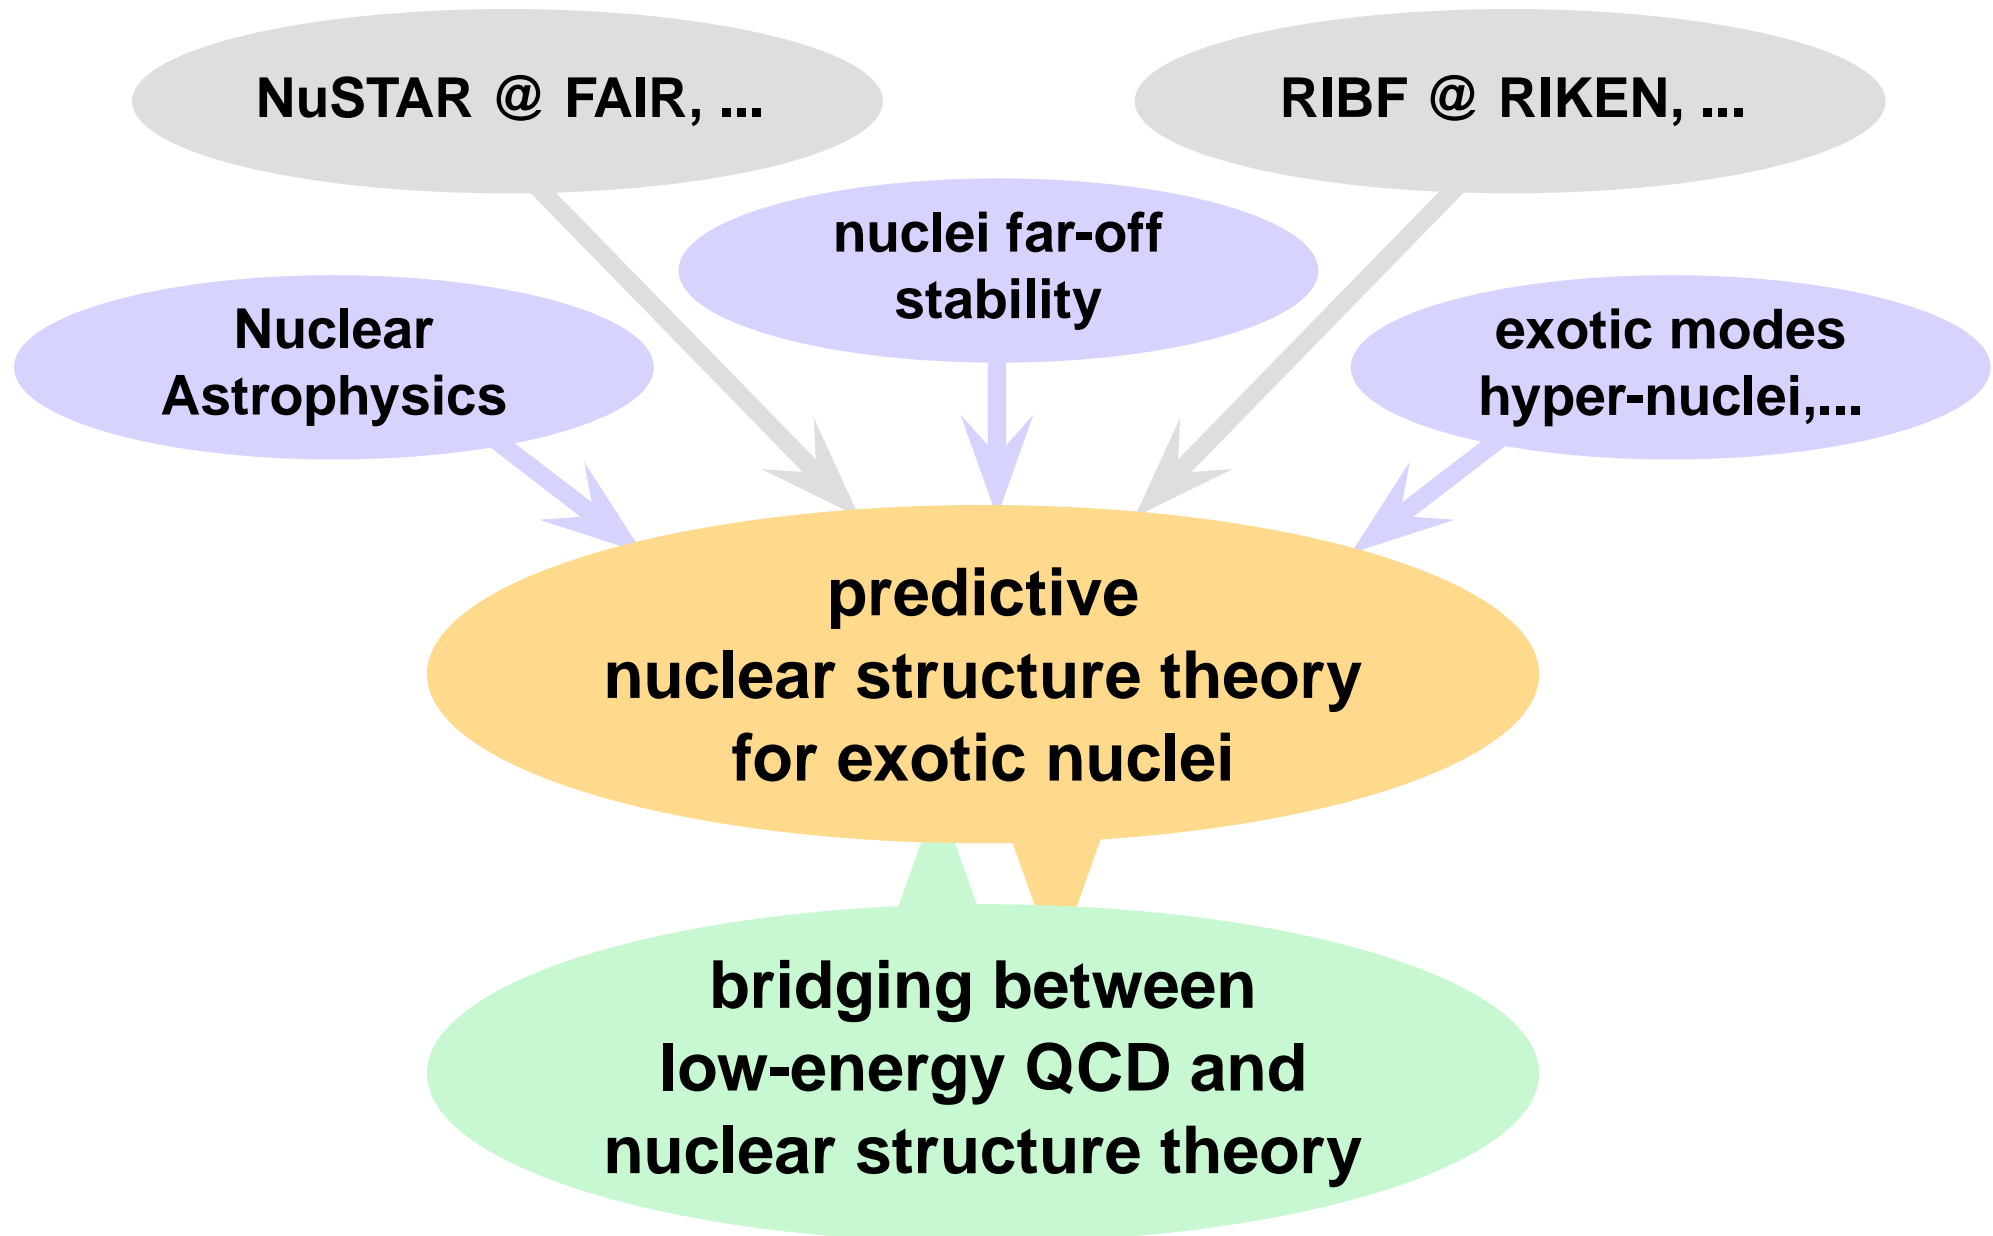 NuSTAR @ FAIR, ...
RIBF @ RIKEN, ...
nuclei far-off
stability
Nuclear
Astrophysics
exotic modes
hyper-nuclei,...
predictive
nuclear structure theory
for exotic nuclei
bridging between
low-energy QCD and
nuclear structure theory